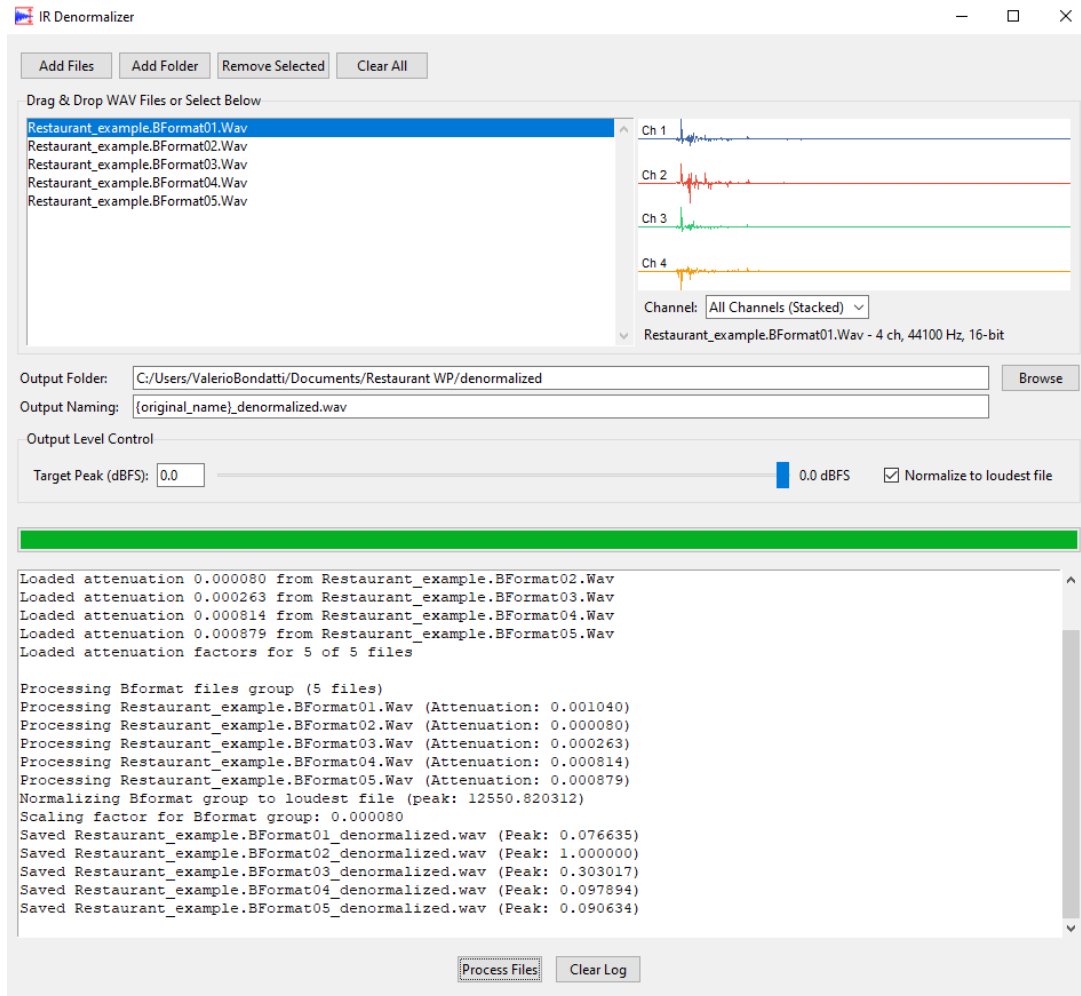 IR Denormalizer
Add Files Add Folder Remove Selected Clear All
Drag & Drop WAV Files or Select Below
Restaurant_example.BFormat01.Wav
Restaurant_example.BFormat02.Wav
Restaurant_example.BFormat03.Wav
Restaurant_example.BFormat04.Wav
Restaurant_example.BFormat05.Wav
Ch 1
Ch 2
Ch 3
Ch 4
Channel: All Channels (Stacked)
Restaurant_example.BFormat01.Wav - 4 ch, 44100 Hz, 16-bit
Output Folder: C:/Users/ValerioBondatti/Documents/Restaurant WP/denormalized Browse
Output Naming: {original_name}_denormalized.wav
Output Level Control
Target Peak (dBFS): 0.0 0.0 dBFS Normalize to loudest file
Loaded attenuation 0.000080 from Restaurant_example.BFormat02.Wav
Loaded attenuation 0.000263 from Restaurant_example.BFormat03.Wav
Loaded attenuation 0.000814 from Restaurant_example.BFormat04.Wav
Loaded attenuation 0.000879 from Restaurant_example.BFormat05.Wav
Loaded attenuation factors for 5 of 5 files
Processing Bformat files group (5 files)
Processing Restaurant_example.BFormat01.Wav (Attenuation: 0.001040)
Processing Restaurant_example.BFormat02.Wav (Attenuation: 0.000080)
Processing Restaurant_example.BFormat03.Wav (Attenuation: 0.000263)
Processing Restaurant_example.BFormat04.Wav (Attenuation: 0.000814)
Processing Restaurant_example.BFormat05.Wav (Attenuation: 0.000879)
Normalizing Bformat group to loudest file (peak: 12550.820312)
Scaling factor for Bformat group: 0.000080
Saved Restaurant_example.BFormat01_denormalized.wav (Peak: 0.076635)
Saved Restaurant_example.BFormat02_denormalized.wav (Peak: 1.000000)
Saved Restaurant_example.BFormat03_denormalized.wav (Peak: 0.303017)
Saved Restaurant_example.BFormat04_denormalized.wav (Peak: 0.097894)
Saved Restaurant_example.BFormat05_denormalized.wav (Peak: 0.090634)
Process Files Clear Log